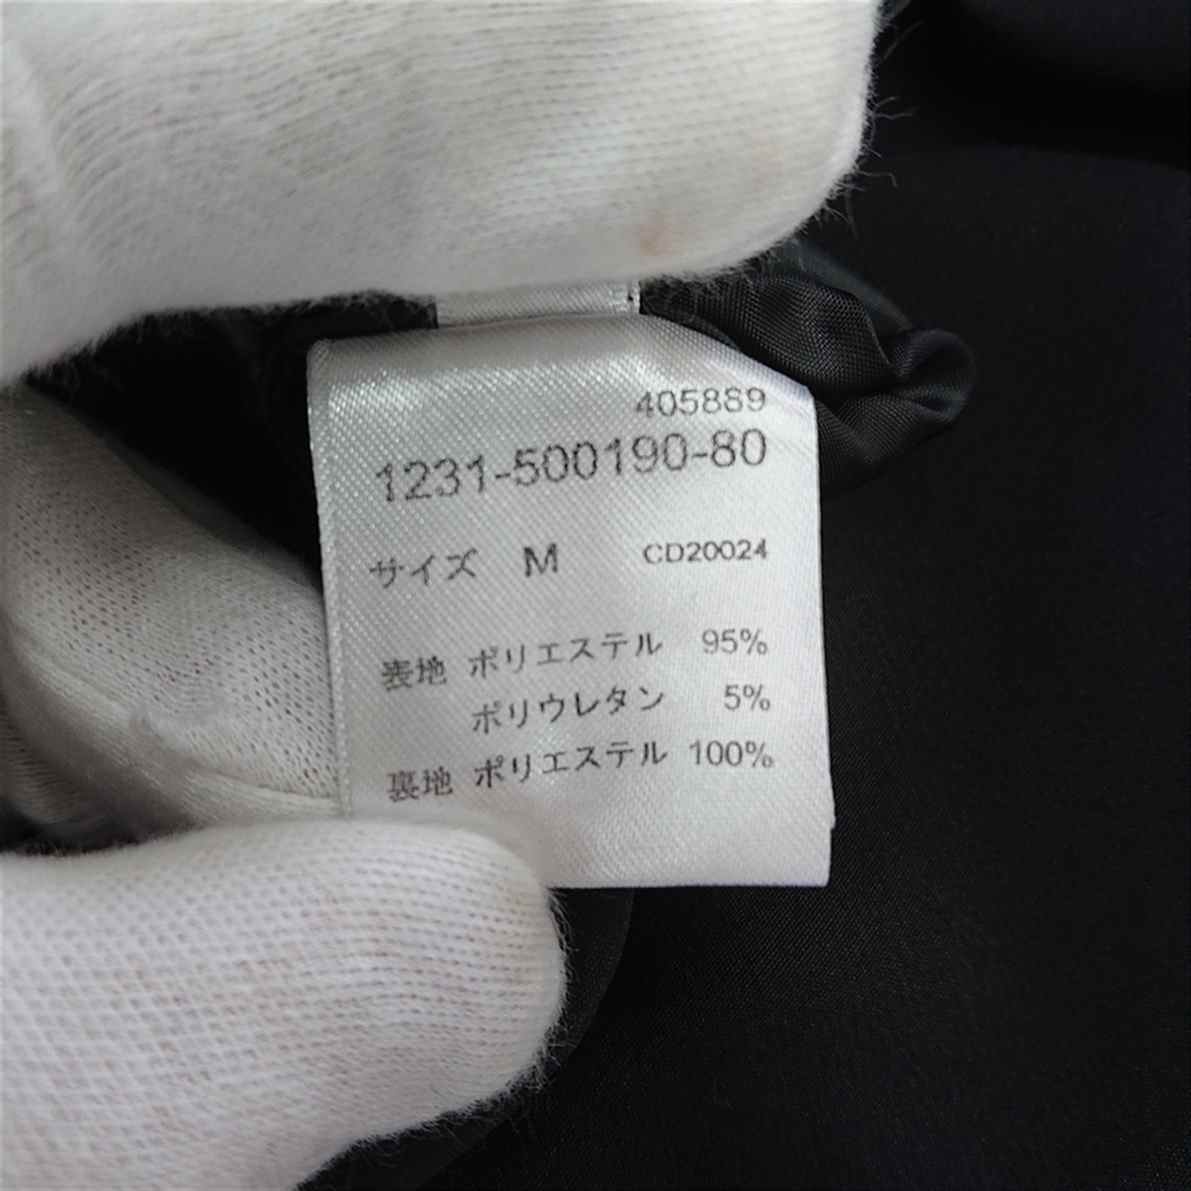 405889
1231-500190-80
サイズ M CD20024
表地 ポリエステル 95%
ポリウレタン 5%
裏地 ポリエステル 100%